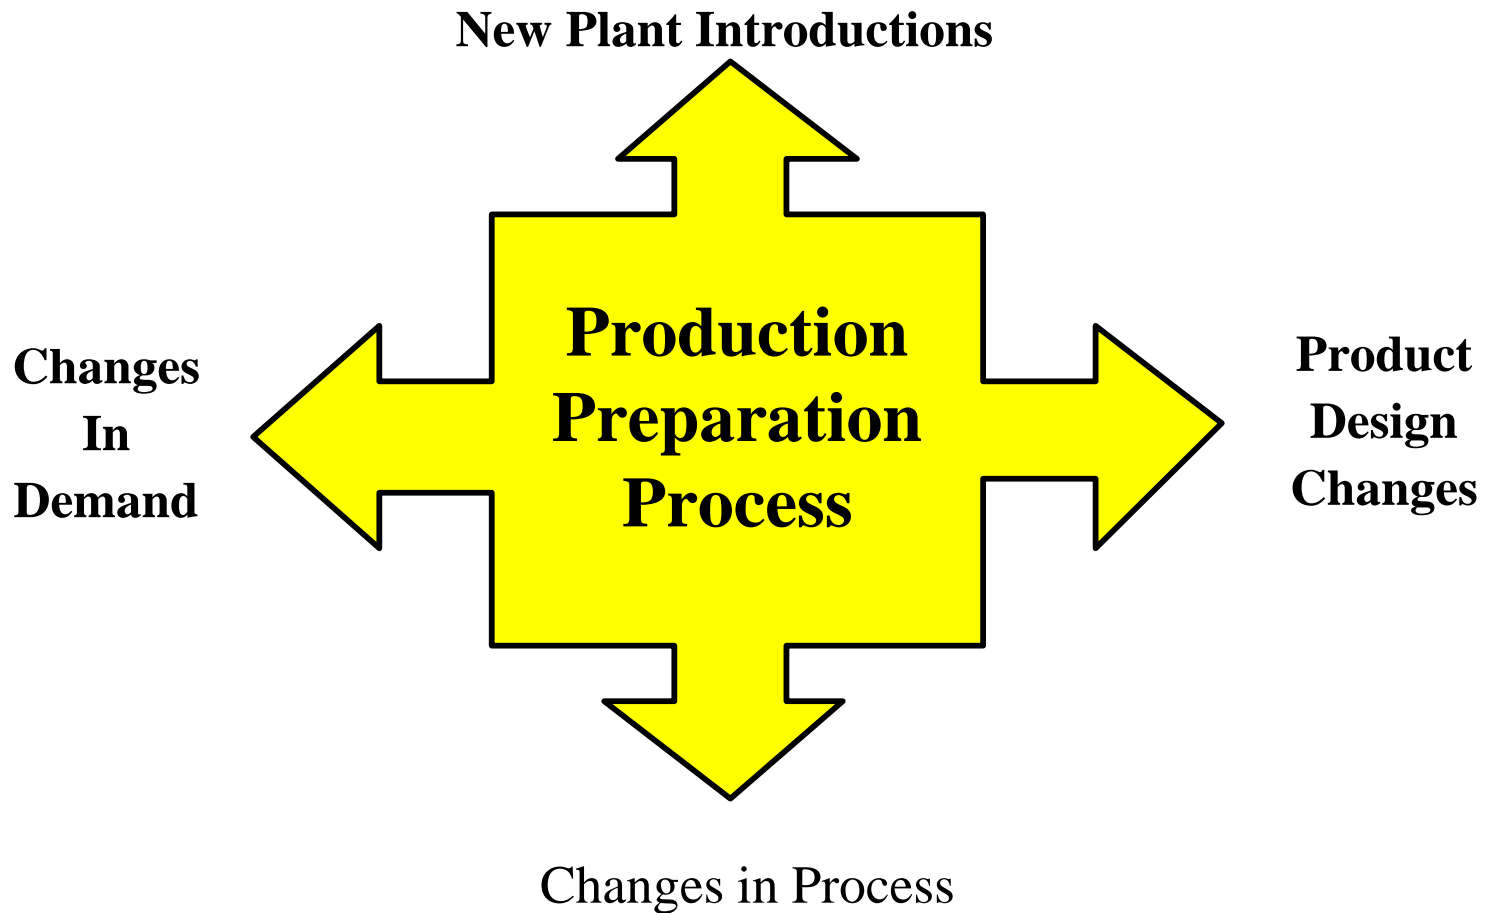 New Plant Introductions
Production
Preparation
Process
Changes
In
Demand
Product
Design
Changes
Changes in Process